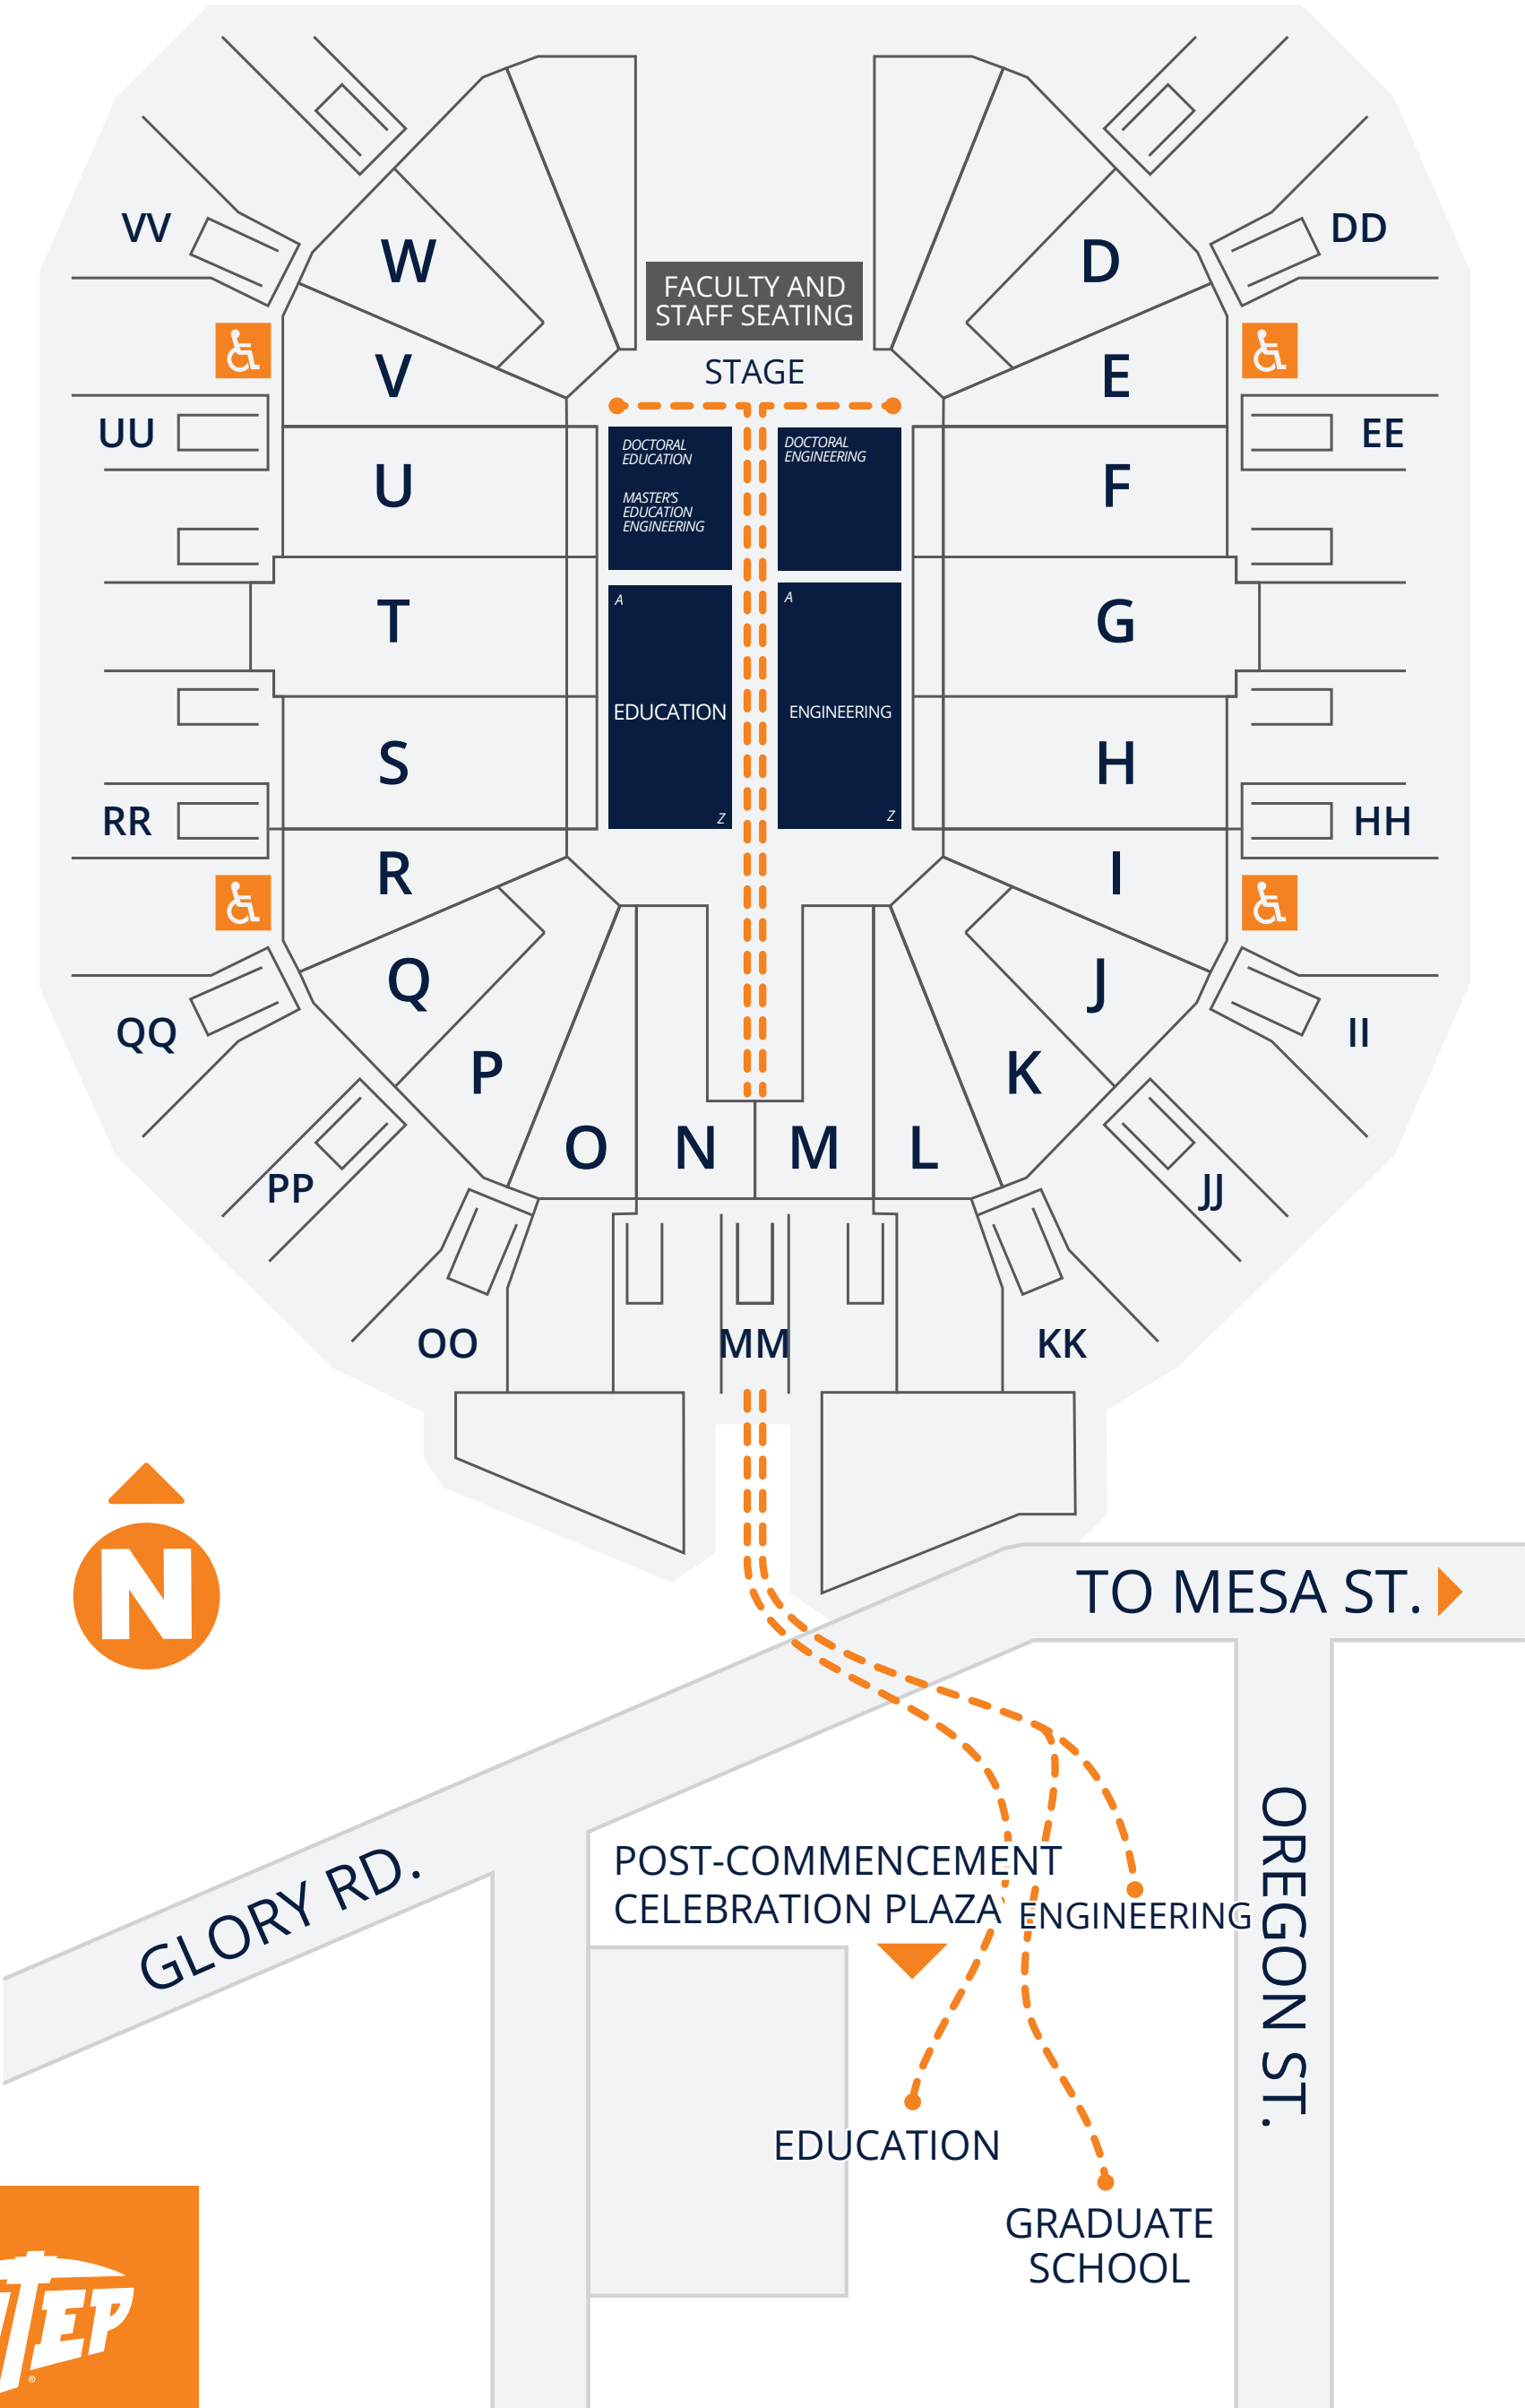 VV
DD
W
D
FACULTY AND
STAFF SEATING
STAGE
V
E
UU
EE
DOCTORAL
EDUCATION
MASTER'S
EDUCATION
ENGINEERING
DOCTORAL
ENGINEERING
U
F
A
A
T
G
EDUCATION
ENGINEERING
S
H
Z
Z
RR
HH
R
I
Q
J
QQ
II
P
K
O
N
M
L
PP
JJ
OO
MM
KK
N
TO MESA ST.
GLORY RD.
OREGON ST.
POST-COMMENCEMENT
CELEBRATION PLAZA
ENGINEERING
EDUCATION
GRADUATE
SCHOOL
UTEP
®